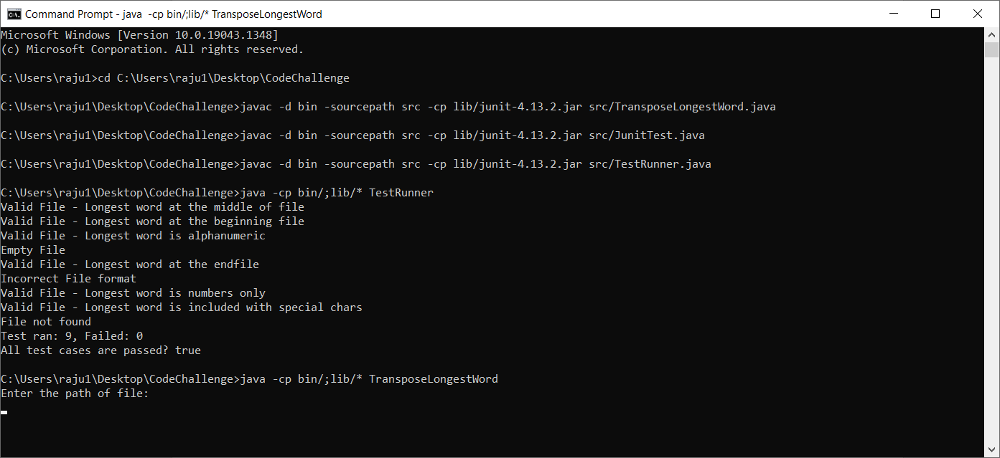 Command Prompt - java  -cp bin/;lib/* TransposeLongestWord
Microsoft Windows [Version 10.0.19043.1348]
(c) Microsoft Corporation. All rights reserved.
C:\Users\raju1>cd C:\Users\raju1\Desktop\CodeChallenge
C:\Users\raju1\Desktop\CodeChallenge>javac -d bin -sourcepath src -cp lib/junit-4.13.2.jar src/TransposeLongestWord.java
C:\Users\raju1\Desktop\CodeChallenge>javac -d bin -sourcepath src -cp lib/junit-4.13.2.jar src/JunitTest.java
C:\Users\raju1\Desktop\CodeChallenge>javac -d bin -sourcepath src -cp lib/junit-4.13.2.jar src/TestRunner.java
C:\Users\raju1\Desktop\CodeChallenge>java -cp bin/;lib/* TestRunner
Valid File - Longest word at the middle of file
Valid File - Longest word at the beginning file
Valid File - Longest word is alphanumeric
Empty File
Valid File - Longest word at the endfile
Incorrect File format
Valid File - Longest word is numbers only
Valid File - Longest word is included with special chars
File not found
Test ran: 9, Failed: 0
All test cases are passed? true
C:\Users\raju1\Desktop\CodeChallenge>java -cp bin/;lib/* TransposeLongestWord
Enter the path of file: